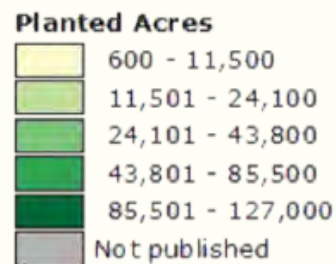 Planted Acres
600 - 11,500
11,501 - 24,100
24,101 - 43,800
43,801 - 85,500
85,501 - 127,000
Not published